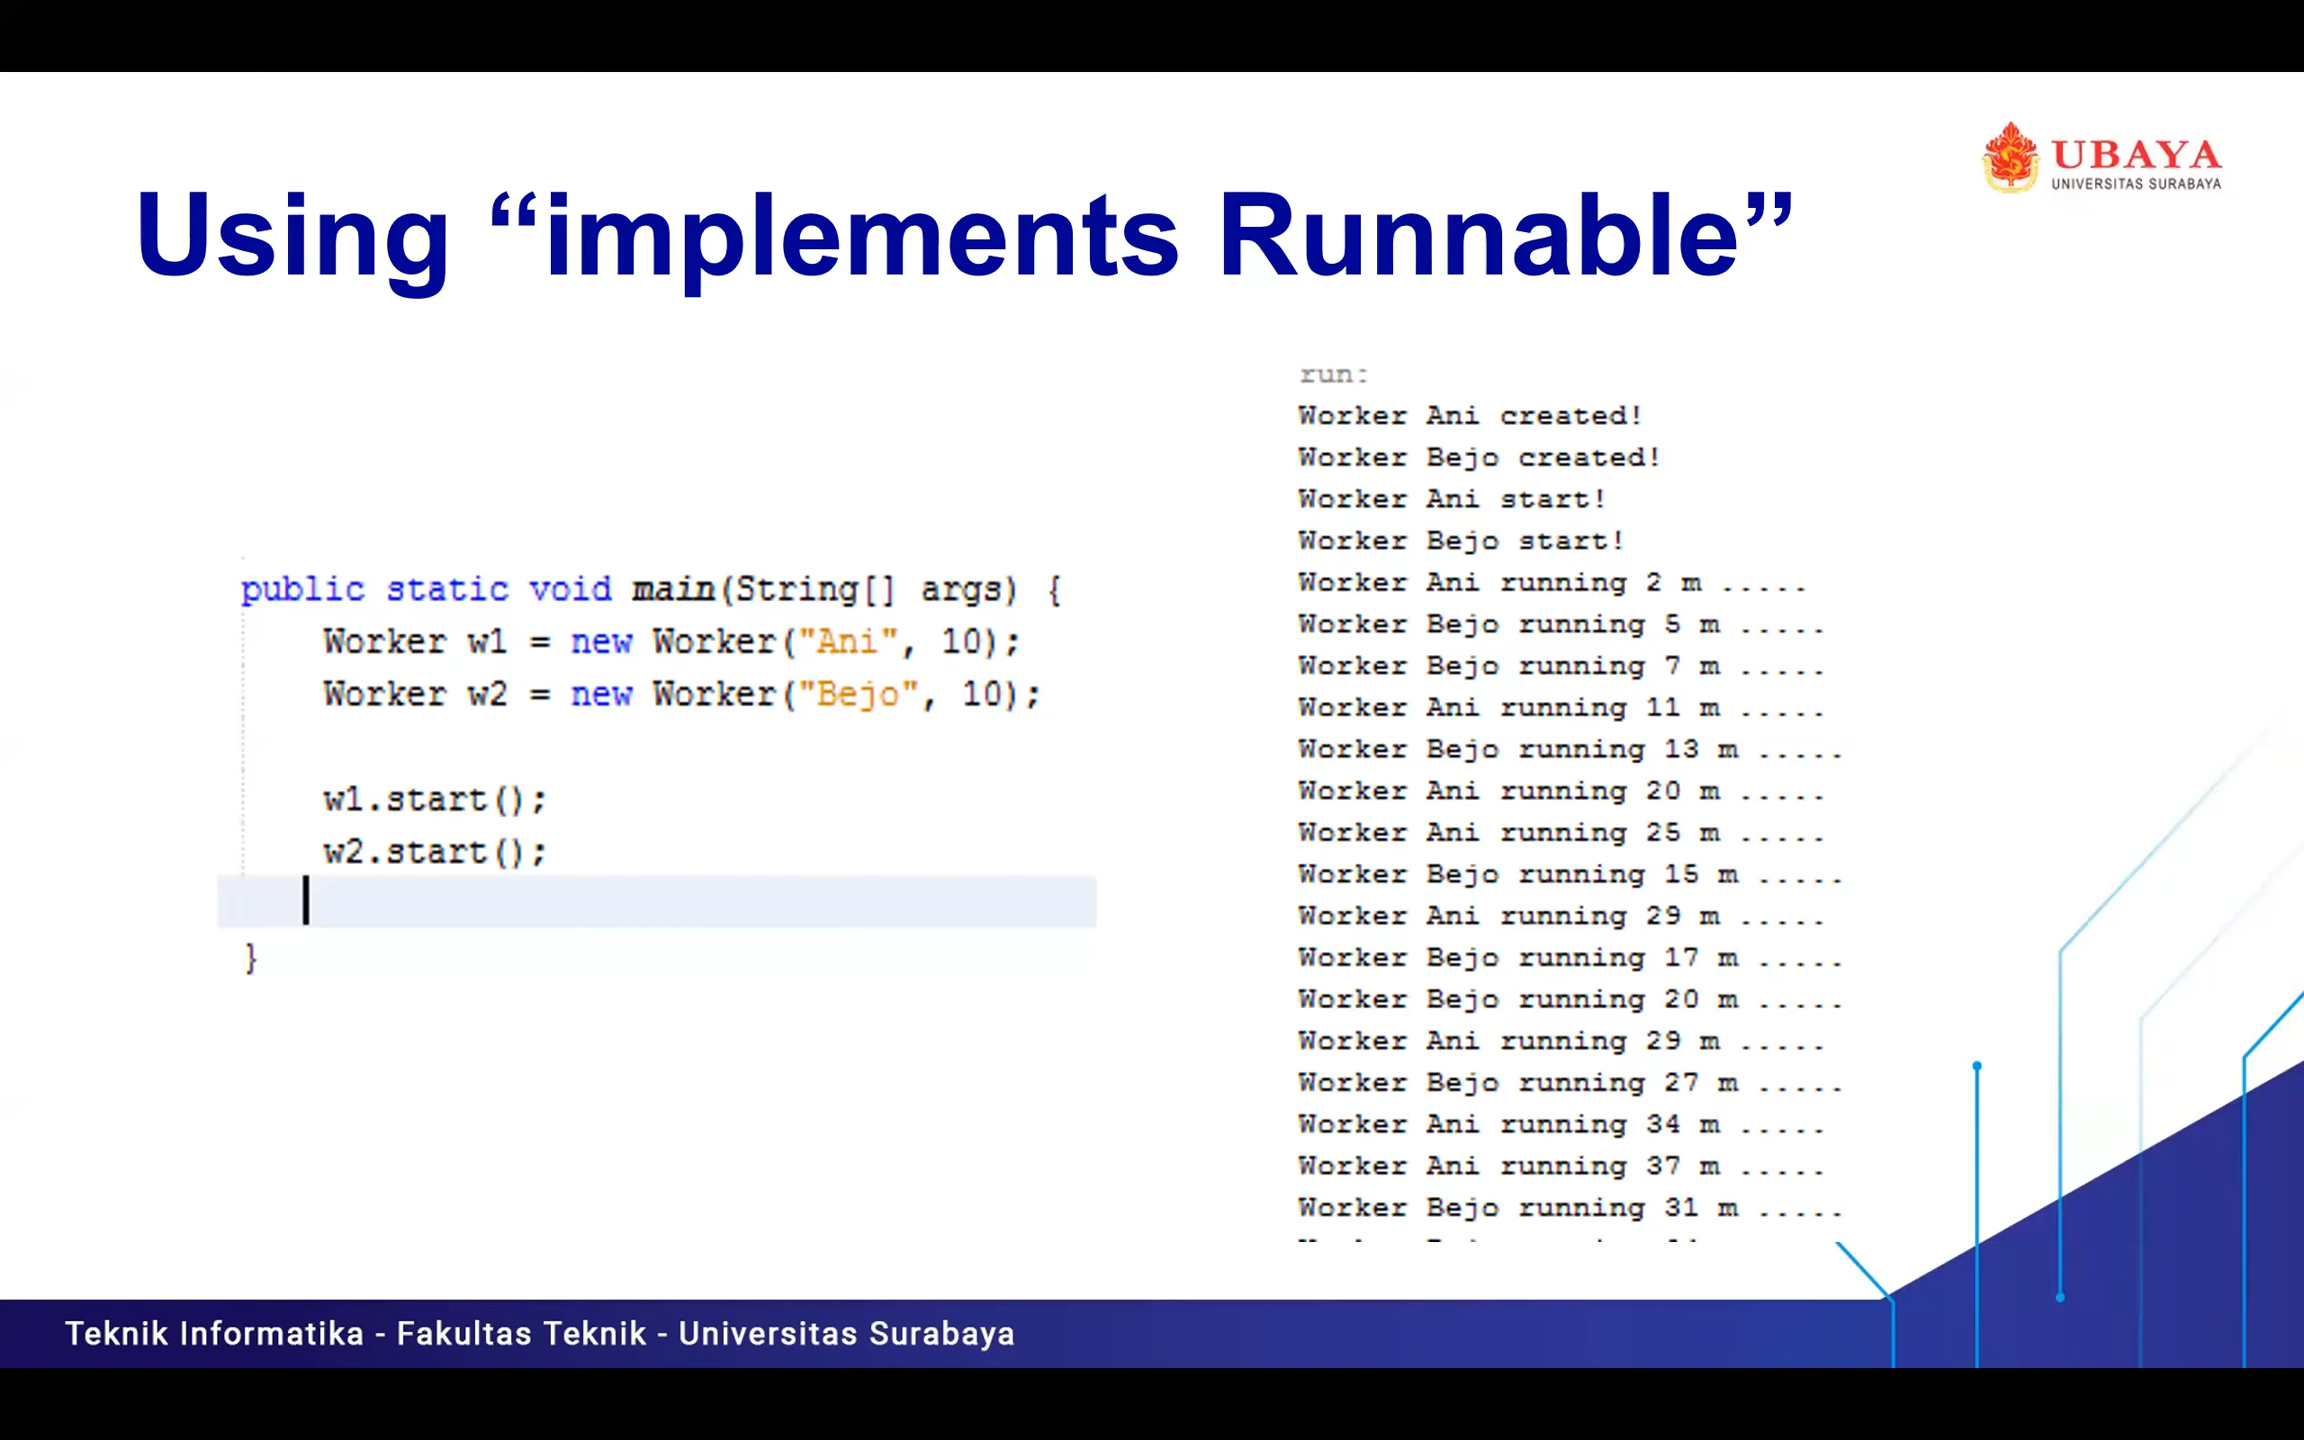 UBAYA
UNIVERSITAS SURABAYA
Using “implements Runnable”
public static void main(String[] args) {
Worker w1 = new Worker("Ani", 10);
Worker w2 = new Worker("Bejo", 10);
w1.start();
w2.start();
}
run:
Worker Ani created!
Worker Bejo created!
Worker Ani start!
Worker Bejo start!
Worker Ani running 2 m .....
Worker Bejo running 5 m .....
Worker Bejo running 7 m .....
Worker Ani running 11 m .....
Worker Bejo running 13 m .....
Worker Ani running 20 m .....
Worker Ani running 25 m .....
Worker Bejo running 15 m .....
Worker Ani running 29 m .....
Worker Bejo running 17 m .....
Worker Bejo running 20 m .....
Worker Ani running 29 m .....
Worker Bejo running 27 m .....
Worker Ani running 34 m .....
Worker Ani running 37 m .....
Worker Bejo running 31 m .....
Teknik Informatika - Fakultas Teknik - Universitas Surabaya